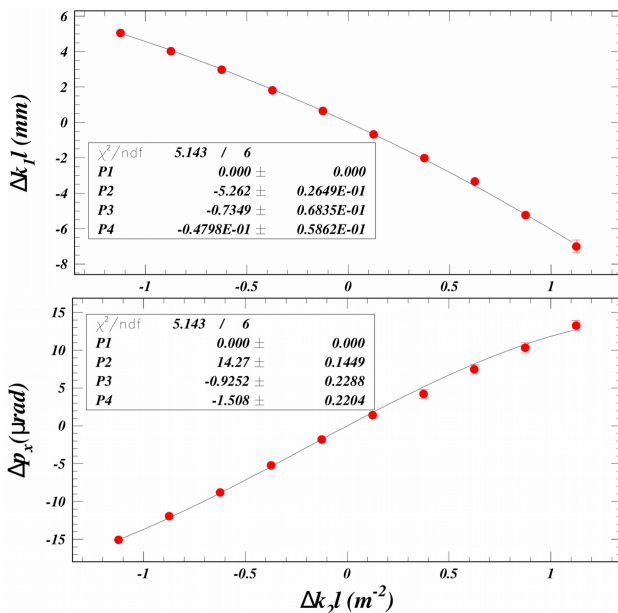 6
4
2
0
-2
-4
-6
-8
Δk₁l (mm)
χ²/ndf 5.143 / 6
P1 0.000 ± 0.000
P2 -5.262 ± 0.2649E-01
P3 -0.7349 ± 0.6835E-01
P4 -0.4798E-01 ± 0.5862E-01
-1 -0.5 0 0.5 1
15
10
5
0
-5
-10
-15
Δpₓ(μrad)
χ²/ndf 5.143 / 6
P1 0.000 ± 0.000
P2 14.27 ± 0.1449
P3 -0.9252 ± 0.2288
P4 -1.508 ± 0.2204
-1 -0.5 0 0.5 1
Δk₂l (m⁻²)